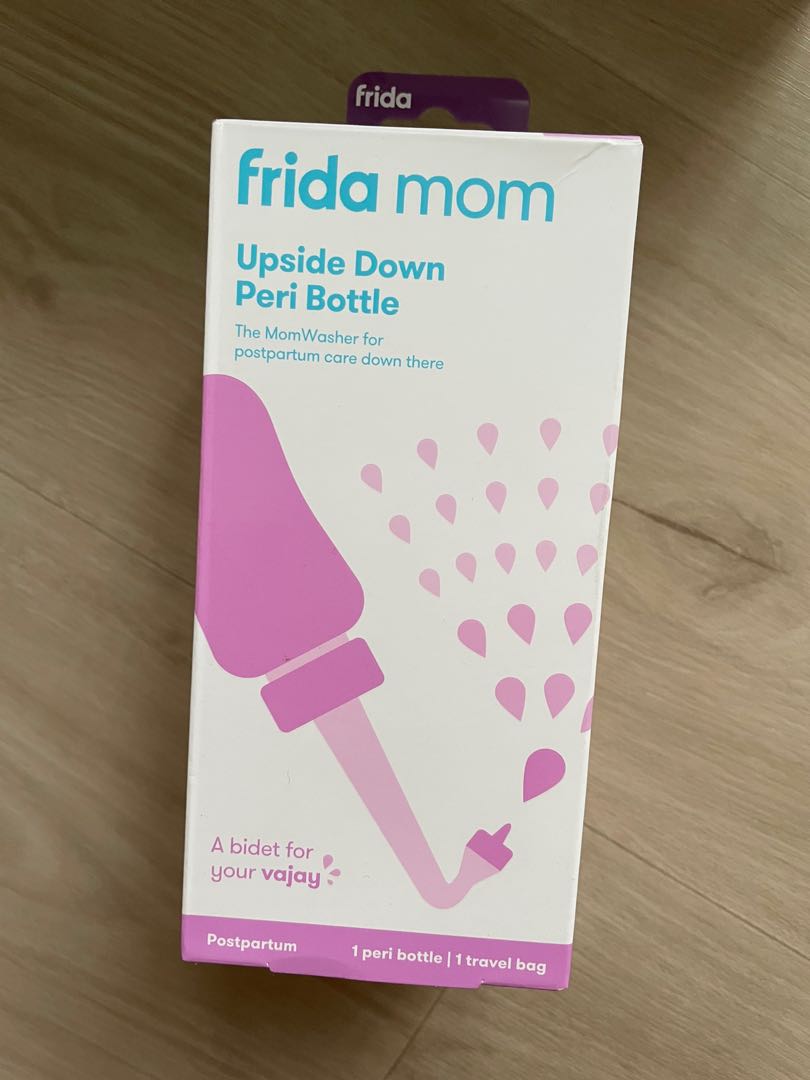 frida
frida mom
Upside Down
Peri Bottle
The MomWasher for
postpartum care down there
A bidet for
your vajay
Postpartum
1 peri bottle | 1 travel bag